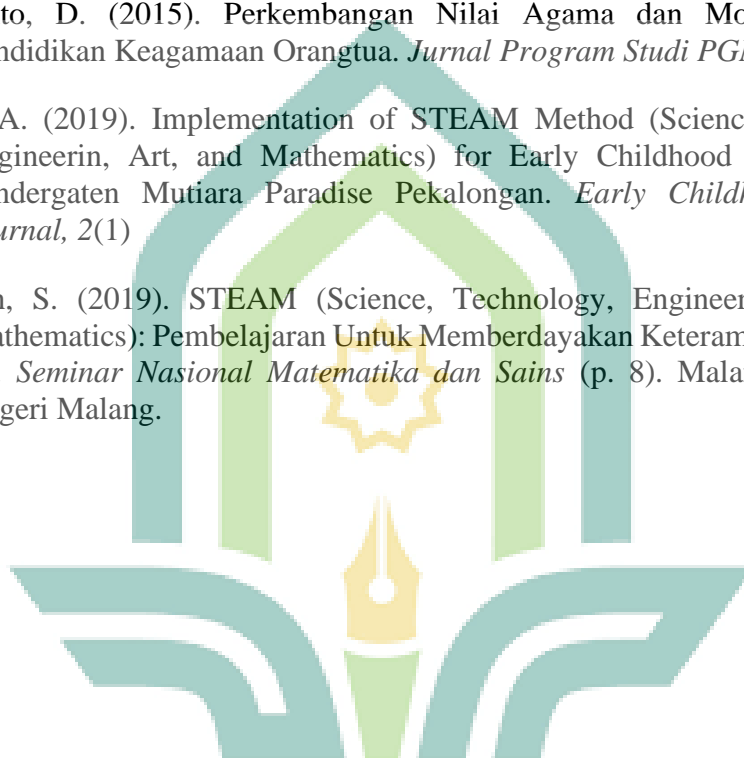 to, D. (2015). Perkembangan Nilai Agama dan Mo
ndidikan Keagamaan Orangtua. Jurnal Program Studi PG
A. (2019). Implementation of STEAM Method (Science
gineerin, Art, and Mathematics) for Early Childhood
ndergaten Mutiara Paradise Pekalongan. Early Childh
urnal, 2(1)
n, S. (2019). STEAM (Science, Technology, Engineer
athematics): Pembelajaran Untuk Memberdayakan Keteram
Seminar Nasional Matematika dan Sains (p. 8). Mala
geri Malang.